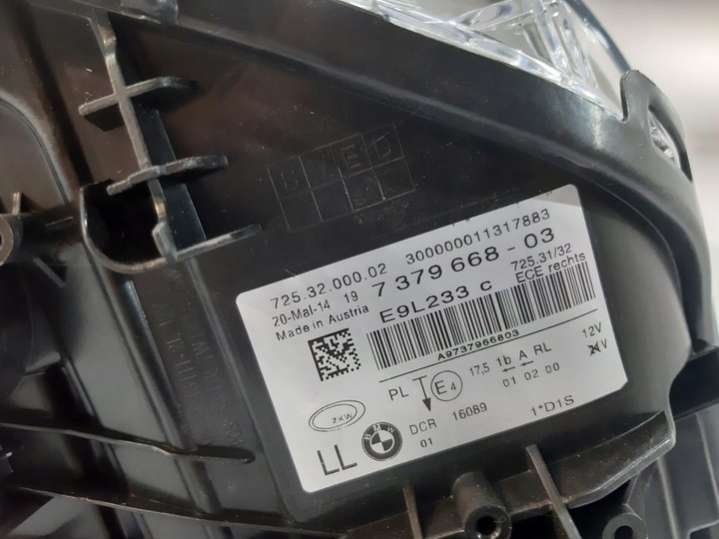 725.32.000.02 300000011317883
20-Mai-14 19 7 379 668 - 03 725.31/32
Made in Austria E9L233 c ECE rechts
A9737966803
PL E4 17,5 1b A RL 12V
01 02 00 24V
ZKW
LL BMW DCR 16089 1*D1S
01